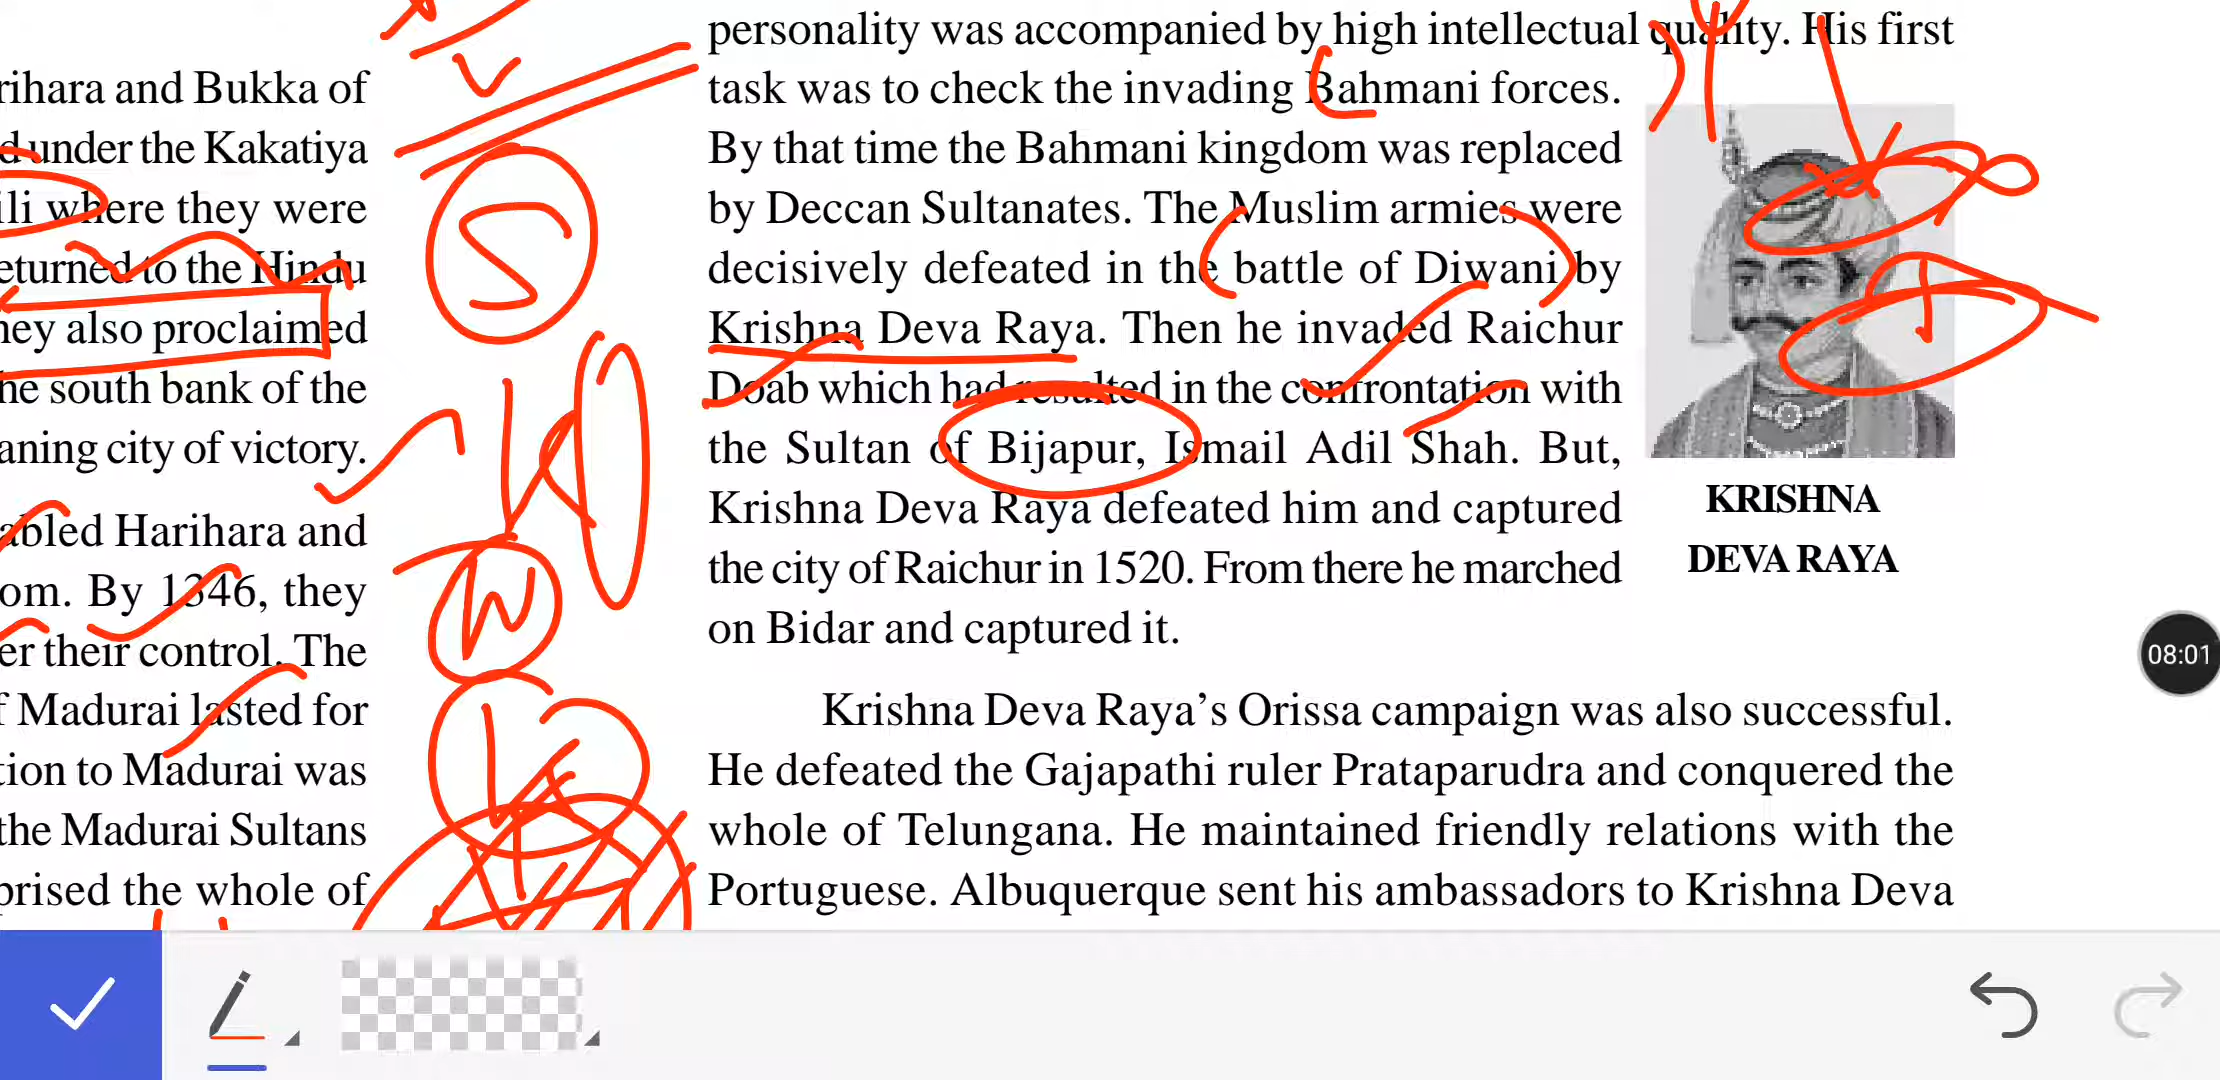 rihara and Bukka of
d under the Kakatiya
ili where they were
eturned to the Hindu
ney also proclaimed
he south bank of the
aning city of victory.
abled Harihara and
om. By 1346, they
er their control. The
f Madurai lasted for
tion to Madurai was
the Madurai Sultans
prised the whole of
S
personality was accompanied by high intellectual quality. His first
task was to check the invading Bahmani forces.
By that time the Bahmani kingdom was replaced
by Deccan Sultanates. The Muslim armies were
decisively defeated in the battle of Diwani by
Krishna Deva Raya. Then he invaded Raichur
Doab which had resulted in the confrontation with
the Sultan of Bijapur, Ismail Adil Shah. But,
Krishna Deva Raya defeated him and captured
the city of Raichur in 1520. From there he marched
on Bidar and captured it.
KRISHNA
DEVA RAYA
Krishna Deva Raya’s Orissa campaign was also successful.
He defeated the Gajapathi ruler Prataparudra and conquered the
whole of Telungana. He maintained friendly relations with the
Portuguese. Albuquerque sent his ambassadors to Krishna Deva
08:01